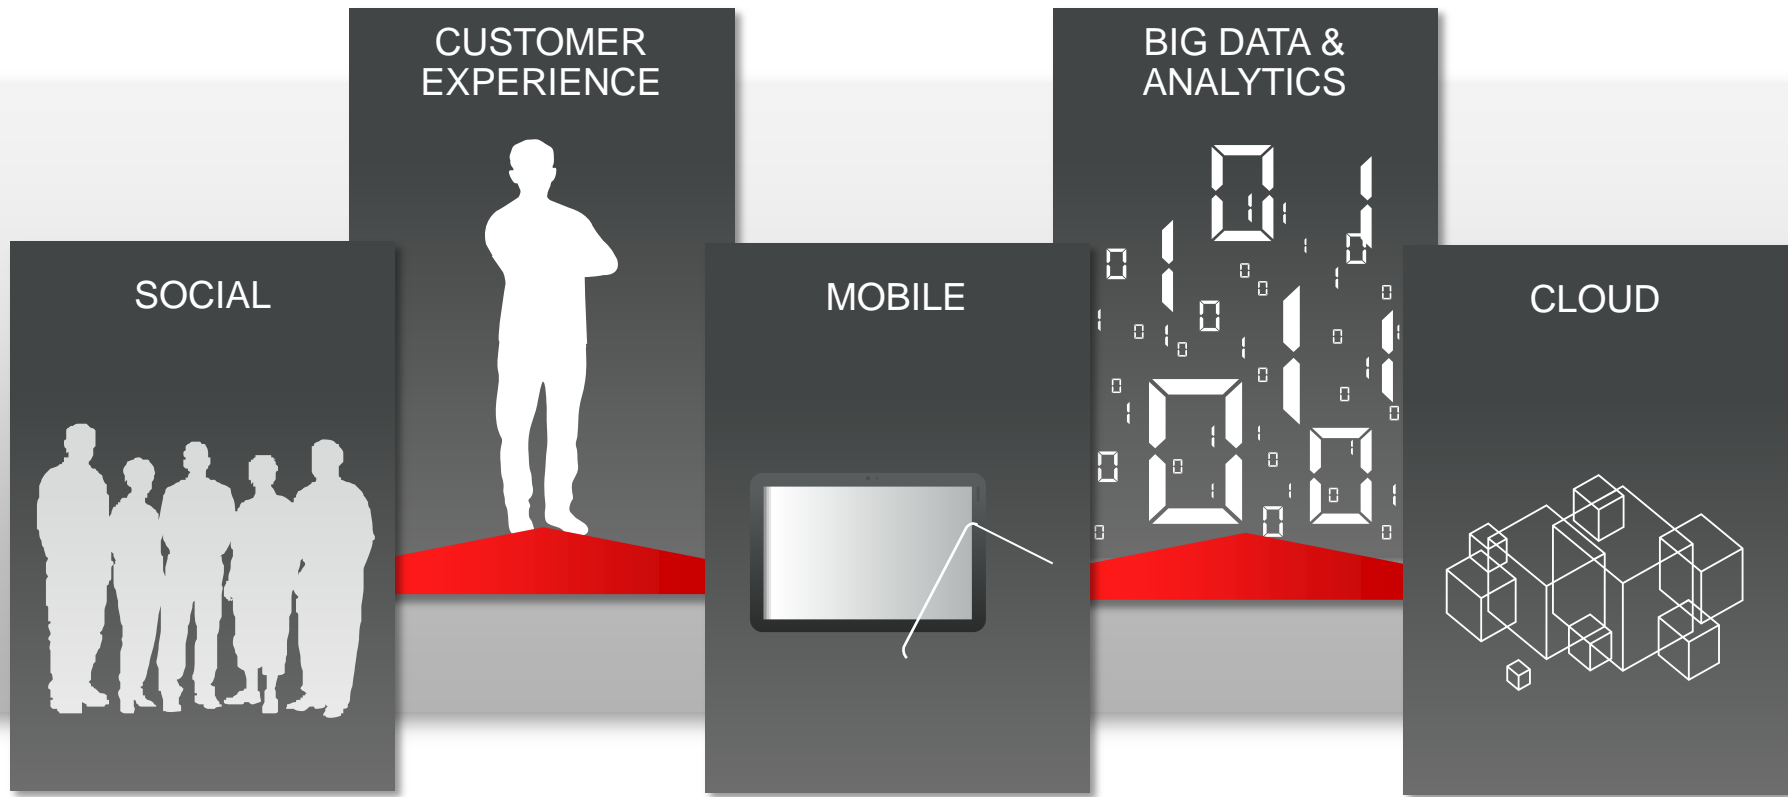 CUSTOMER
EXPERIENCE
BIG DATA &
ANALYTICS
SOCIAL
MOBILE
CLOUD